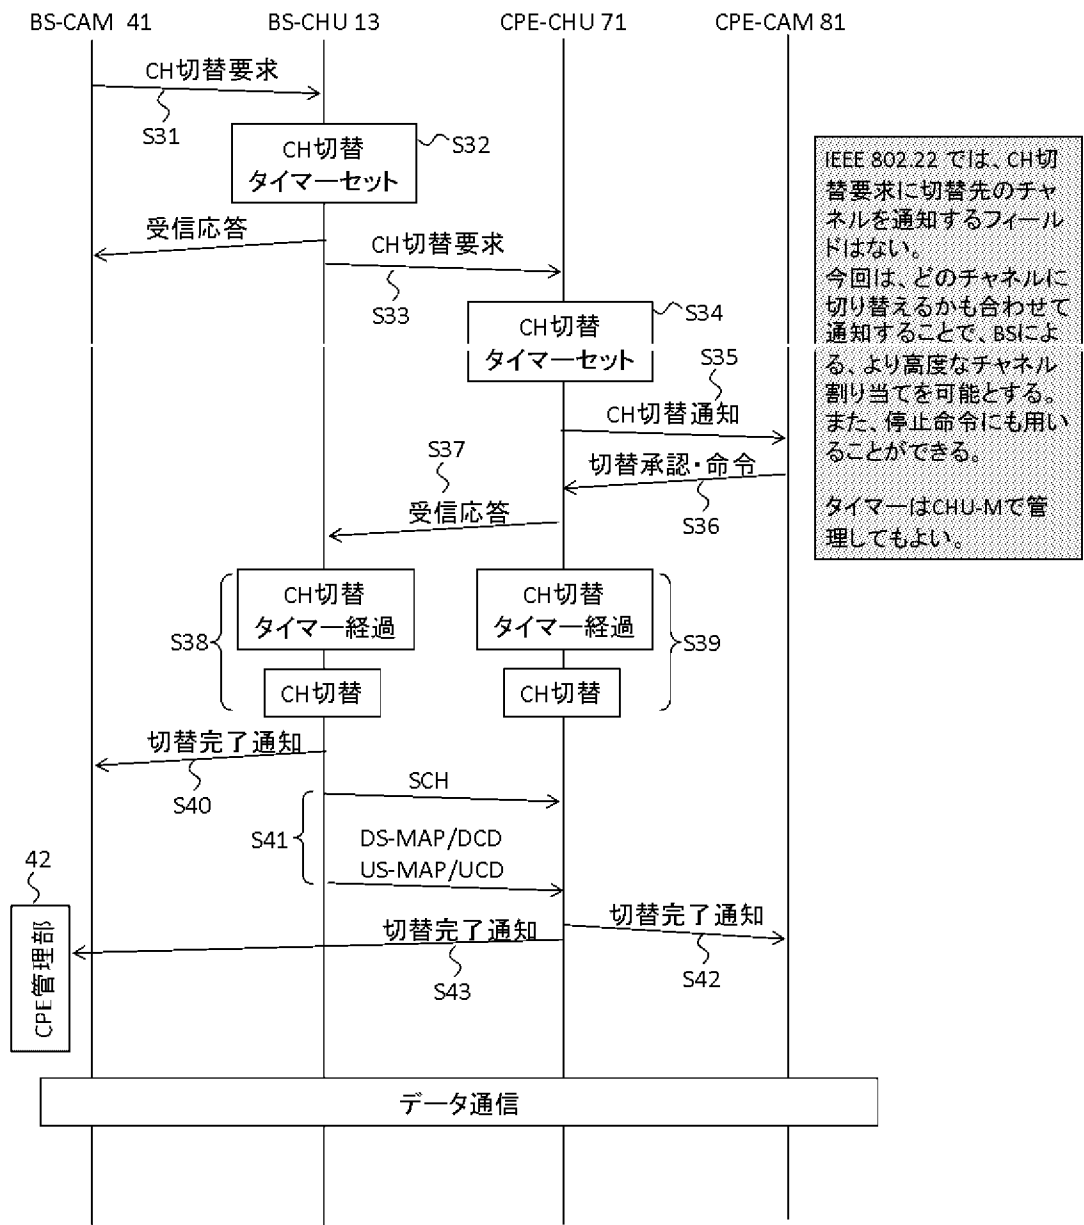 BS-CAM 41
BS-CHU 13
CPE-CHU 71
CPE-CAM 81
CH切替要求
S31
CH切替
タイマーセット
S32
受信応答
CH切替要求
S33
CH切替
タイマーセット
S34
S35
CH切替通知
切替承認・命令
S36
S37
受信応答
IEEE 802.22 では、CH切
替要求に切替先のチャ
ネルを通知するフィール
ドはない。
今回は、どのチャネルに
切り替えるかも合わせて
通知することで、BSによ
る、より高度なチャネル
割り当てを可能とする。
また、停止命令にも用い
ることができる。
タイマーはCHU-Mで管
理してもよい。
S38
CH切替
タイマー経過
CH切替
CH切替
タイマー経過
CH切替
S39
切替完了通知
S40
SCH
S41
DS-MAP/DCD
US-MAP/UCD
42
CPE管理部
切替完了通知
S42
切替完了通知
S43
データ通信